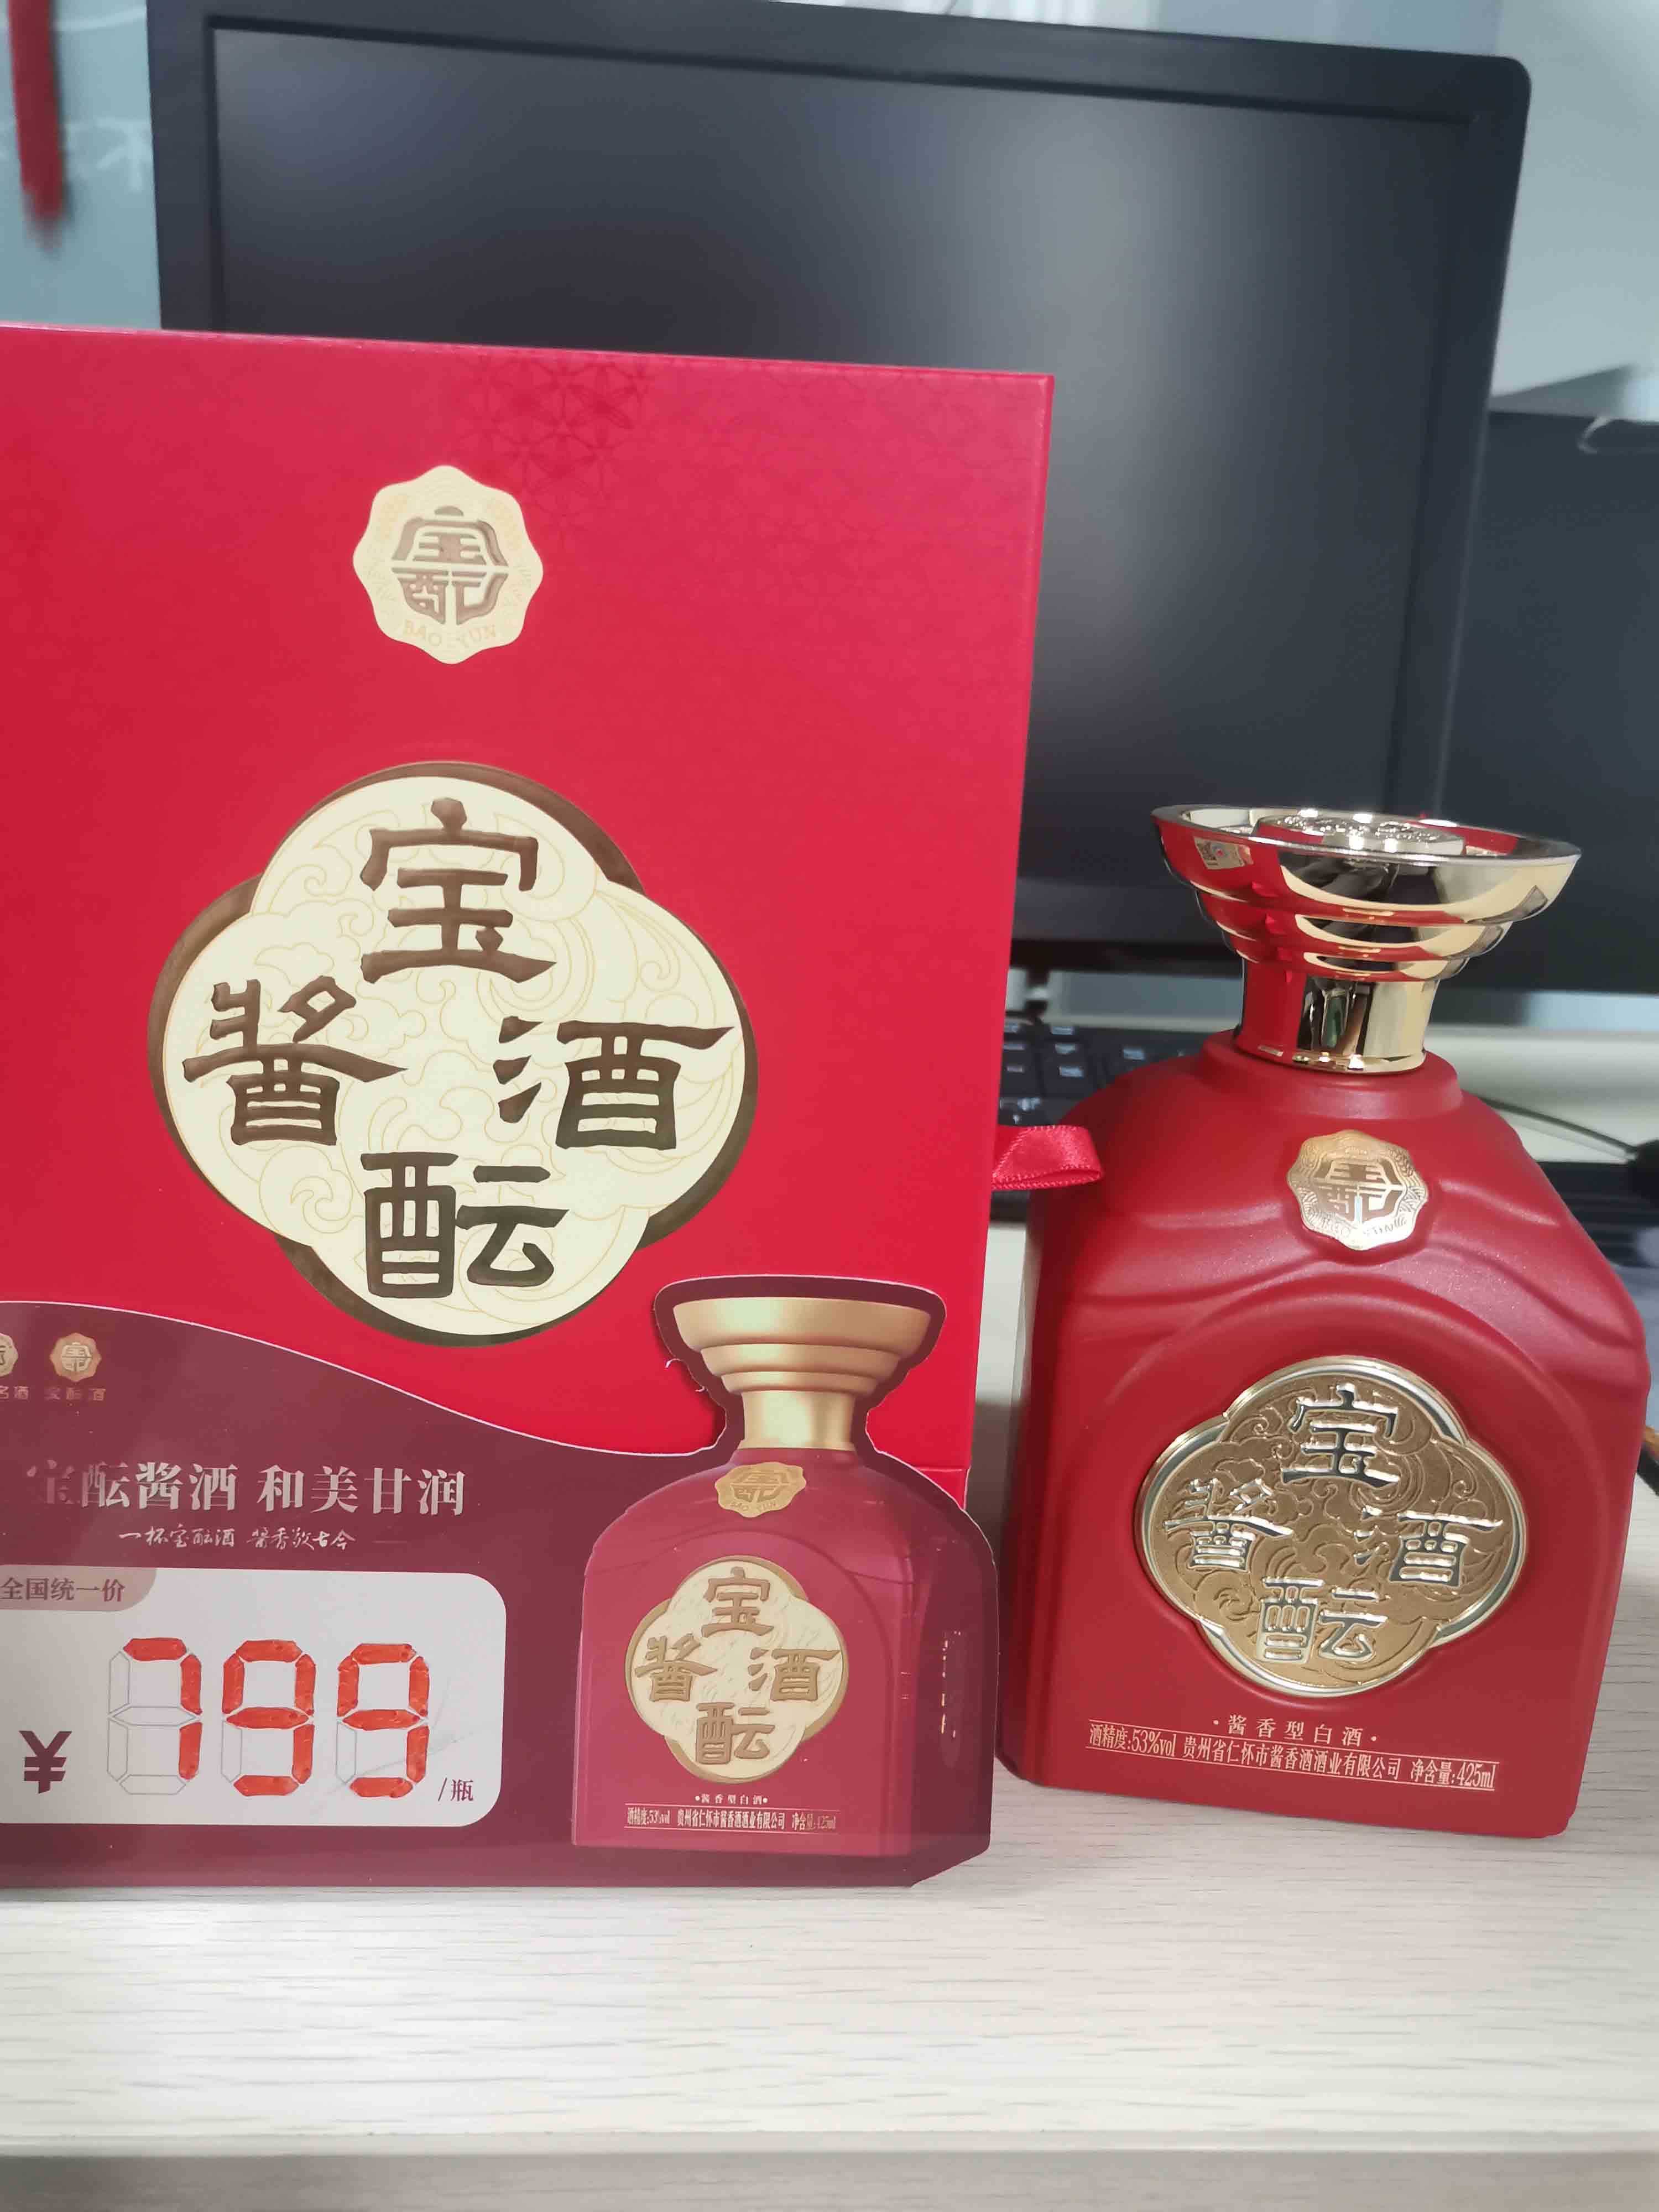 宝酝
BAO YUN
宝
酱 酒
酝
名酒 宝酝酒
宝酝酱酒 和美甘润
一杯宝酝酒 酱香敬古今
全国统一价
¥ 799 /瓶
宝酝
BAO YUN
宝
酱 酒
酝
·酱香型白酒·
酒精度:53%vol 贵州省仁怀市酱香酒酒业有限公司 净含量:425ml
宝酝
BAO YUN
宝
酱 酒
酝
·酱香型白酒·
酒精度:53%vol 贵州省仁怀市酱香酒酒业有限公司 净含量:425ml